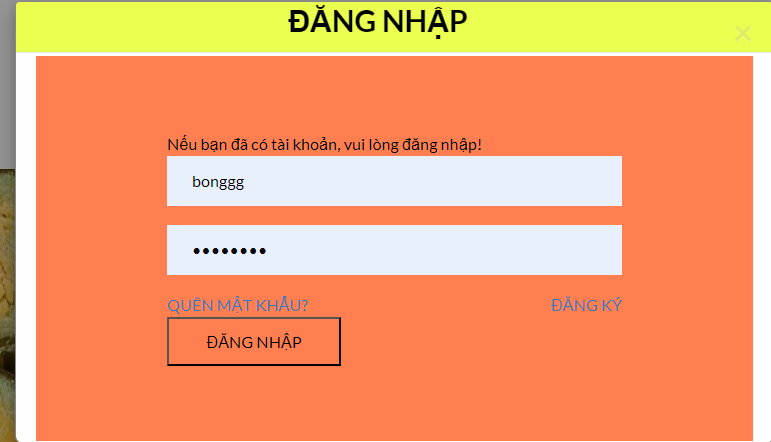 ĐĂNG NHẬP
Nếu bạn đã có tài khoản, vui lòng đăng nhập!
bonggg
••••••••
QUÊN MẬT KHẨU? ĐĂNG KÝ
ĐĂNG NHẬP